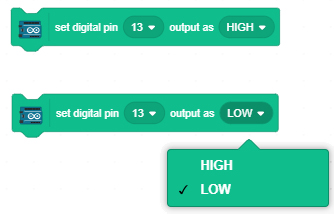 set digital pin 13 output as HIGH
set digital pin 13 output as LOW
HIGH
✓ LOW